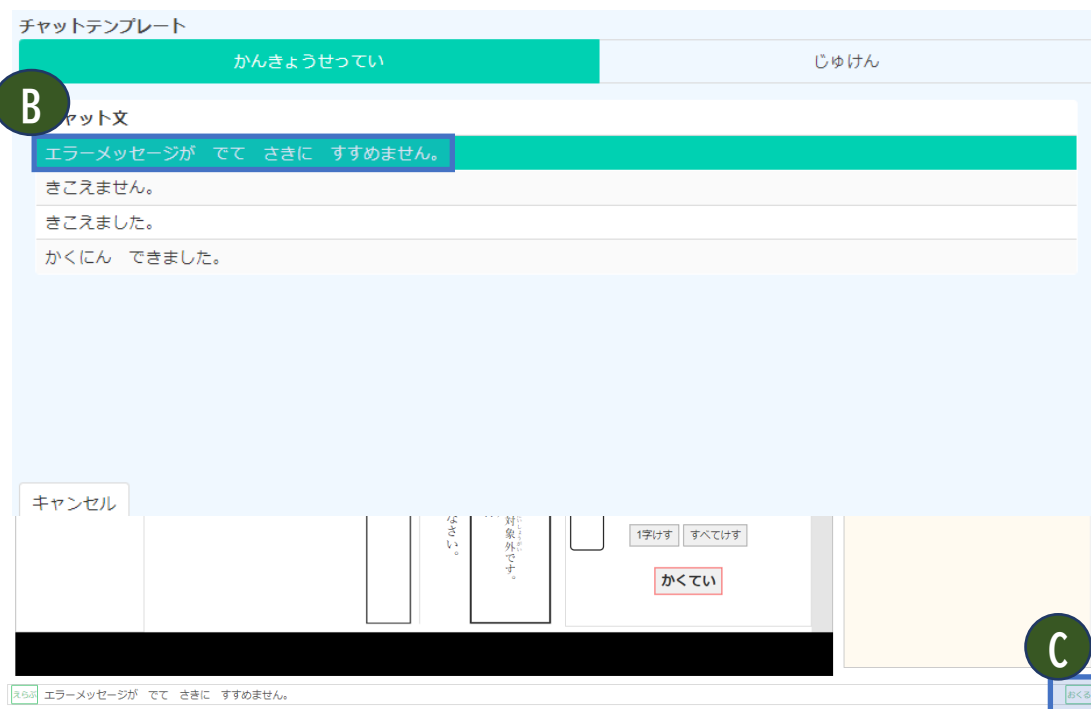 チャットテンプレート
かんきょうせってい
じゅけん
B
ャット文
エラーメッセージが　でて　さきに　すすめません。
きこえません。
きこえました。
かくにん　できました。
キャンセル
なさい。
対象外です。
1字けす
すべてけす
かくてい
C
えらぶ
エラーメッセージが　でて　さきに　すすめません。
おくる